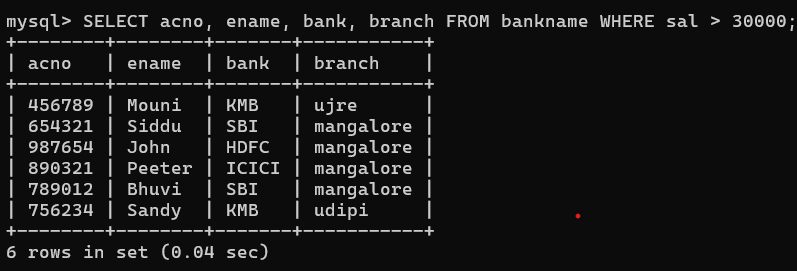 mysql> SELECT acno, ename, bank, branch FROM bankname WHERE sal > 30000;
+--------+--------+-------+-----------+
| acno   | ename  | bank  | branch    |
+--------+--------+-------+-----------+
| 456789 | Mouni  | KMB   | ujre      |
| 654321 | Siddu  | SBI   | mangalore |
| 987654 | John   | HDFC  | mangalore |
| 890321 | Peeter | ICICI | mangalore |
| 789012 | Bhuvi  | SBI   | mangalore |
| 756234 | Sandy  | KMB   | udipi     |
+--------+--------+-------+-----------+
6 rows in set (0.04 sec)